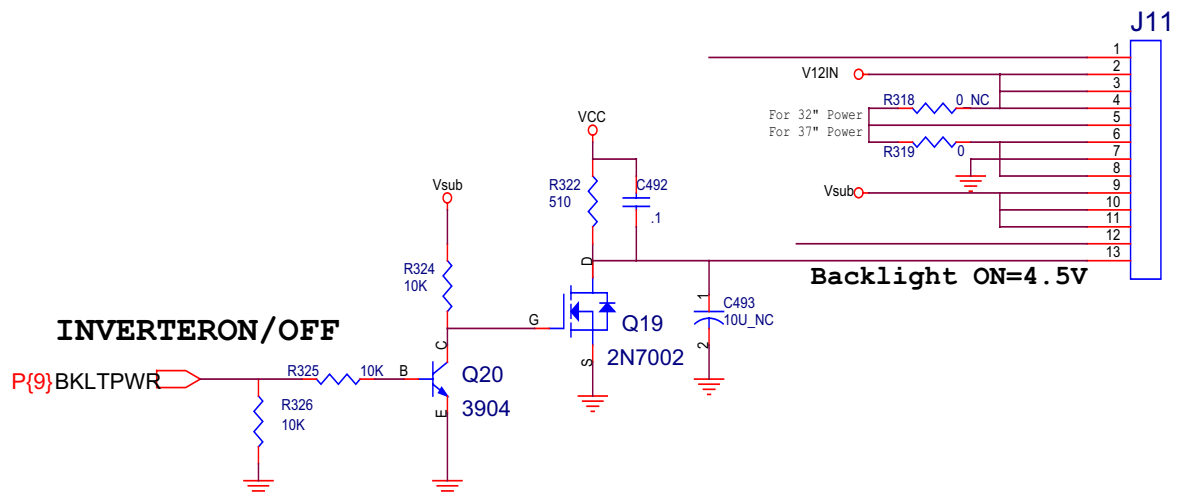 J11
1
V12IN
2
3
R318
0_NC
4
For 32" Power
5
For 37" Power
6
R319
0
7
8
VCC
Vsub
R322
510
C492
.1
Vsub
9
10
11
12
13
D
Backlight ON=4.5V
R324
10K
C493
10U_NC
1
2
G
Q19
2N7002
S
INVERTERON/OFF
P{9}BKLTPWR
R325
10K
B
C
Q20
3904
E
R326
10K